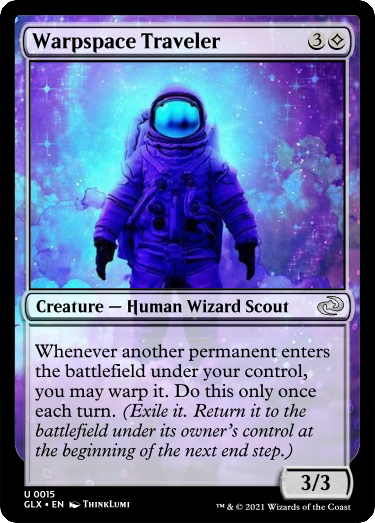 Warpspace Traveler 3
Creature — Human Wizard Scout
Whenever another permanent enters
the battlefield under your control,
you may warp it. Do this only once
each turn. (Exile it. Return it to the
battlefield under its owner's control at
the beginning of the next end step.)
3/3
U 0015
GLX • EN THINKLUMI
™ & © 2021 Wizards of the Coast